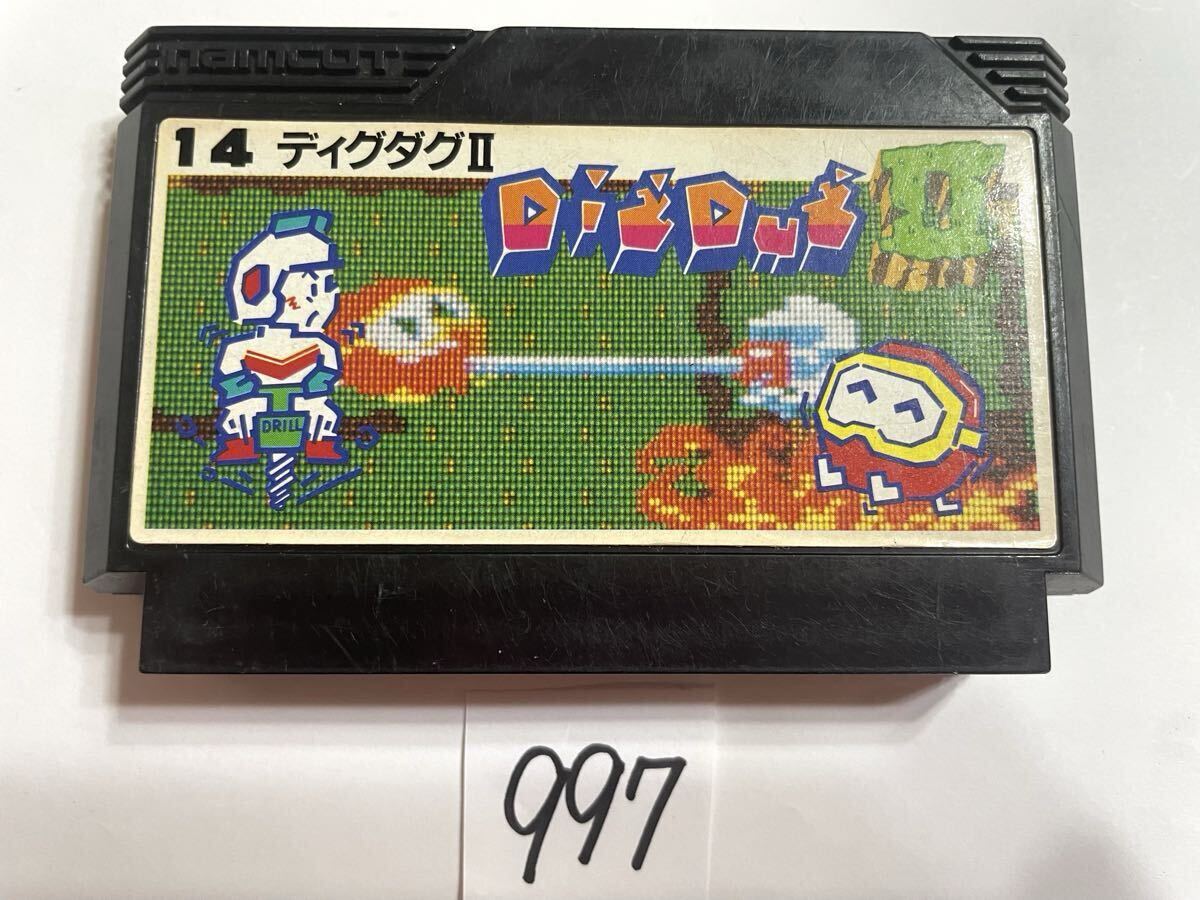 namcot
14 ディグダグII
DiGDUG II
DRILL
997